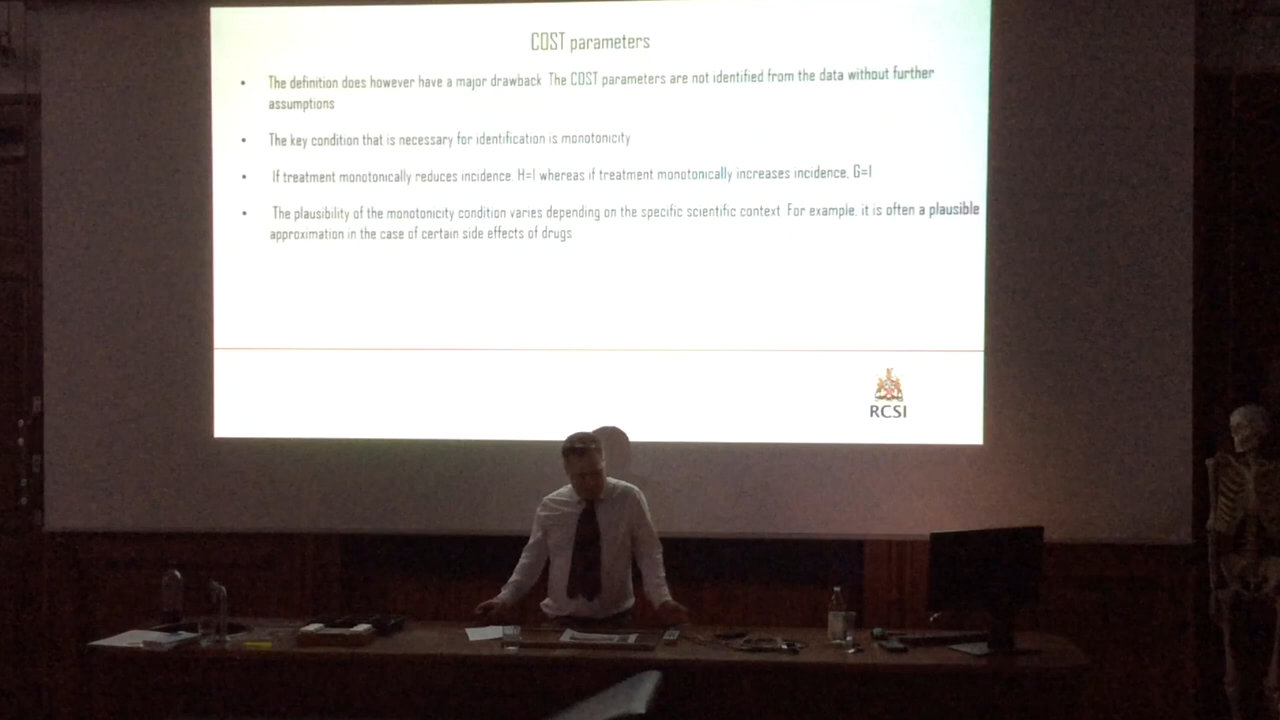 COST parameters
• The definition does however have a major drawback The COST parameters are not identified from the data without further
assumptions
• The key condition that is necessary for identification is monotonicity
• If treatment monotonically reduces incidence, H=1 whereas if treatment monotonically increases incidence, G=1
• The plausibility of the monotonicity condition varies depending on the specific scientific context For example, it is often a plausible
approximation in the case of certain side effects of drugs
RCSI